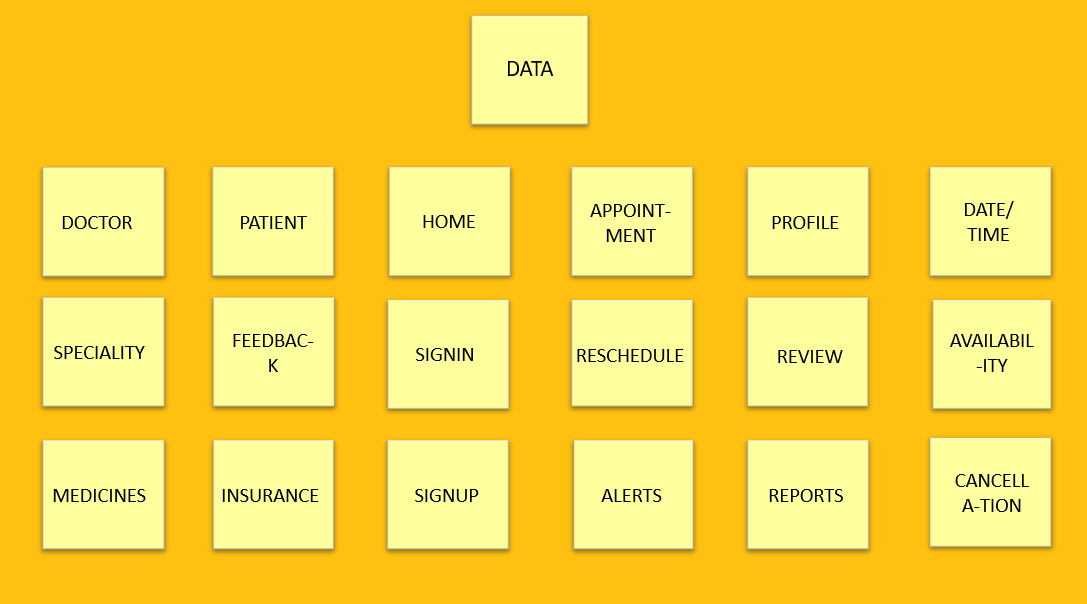 DATA
DOCTOR
PATIENT
HOME
APPOINT-
MENT
PROFILE
DATE/
TIME
SPECIALITY
FEEDBAC-
K
SIGNIN
RESCHEDULE
REVIEW
AVAILABIL
-ITY
MEDICINES
INSURANCE
SIGNUP
ALERTS
REPORTS
CANCELL
A-TION